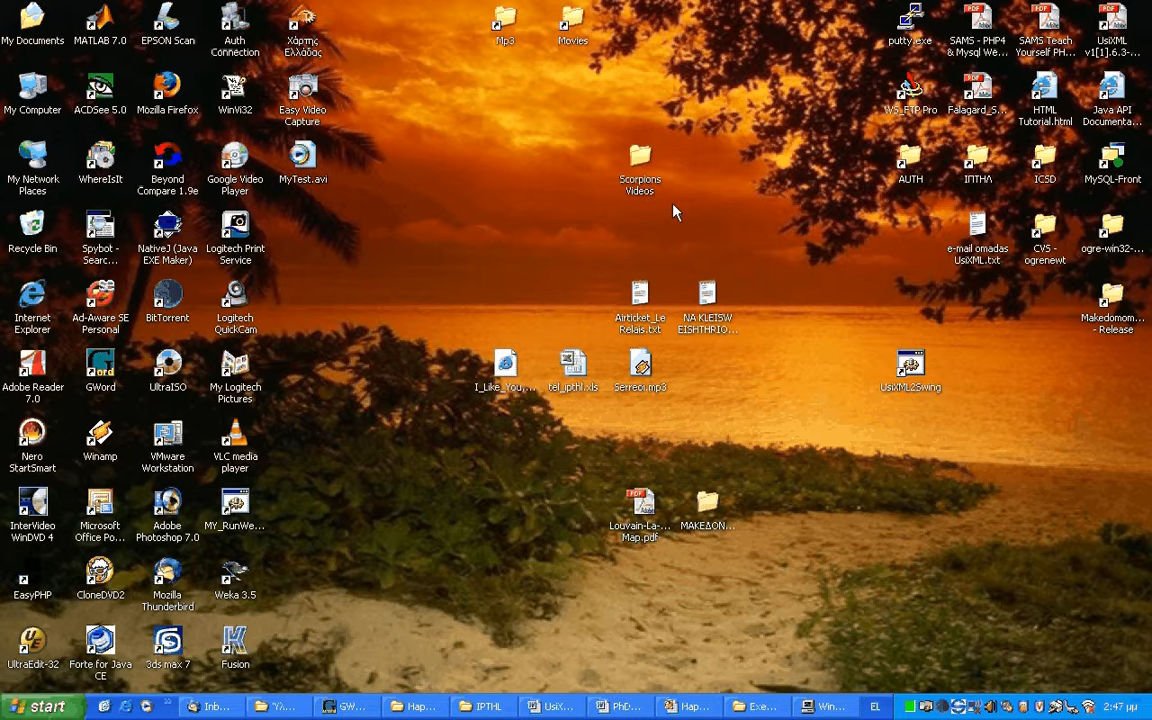 My Documents
MATLAB 7.0
EPSON Scan
Auth
Connection
Χάρτης
Ελλάδας
Mp3
Movies
putty.exe
SAMS - PHP4
& Mysql We...
SAMS Teach
Yourself PH...
UsiXML
v1[1].6.3-...
My Computer
ACDSee 5.0
Mozilla Firefox
WinVi32
Easy Video
Capture
WS_FTP Pro
Falagard_S...
HTML
Tutorial.html
Java API
Documenta...
My Network
Places
WhereIsIt
Beyond
Compare 1.9e
Google Video
Player
MyTest.avi
Scorpions
Videos
AUTH
ΙΠΤΗΛ
ICSD
MySQL-Front
Recycle Bin
Spybot -
Searc...
NativeJ (Java
EXE Maker)
Logitech Print
Service
e-mail omadas
UsiXML.txt
CVS -
ogrenewt
ogre-win32-...
Internet
Explorer
Ad-Aware SE
Personal
BitTorrent
Logitech
QuickCam
Airticket_Le
Relais.txt
NA KLEISW
EISHTHRIO...
Makedomom...
- Release
Adobe Reader
7.0
GWord
UltraISO
My Logitech
Pictures
I_Like_You,...
tel_ipthl.xls
Serreoi.mp3
UsiXML2Swing
Nero
StartSmart
Winamp
VMware
Workstation
VLC media
player
InterVideo
WinDVD 4
Microsoft
Office Po...
Adobe
Photoshop 7.0
MY_RunWe...
Louvain-La-...
Map.pdf
ΜΑΚΕΔΟΝ...
EasyPHP
CloneDVD2
Mozilla
Thunderbird
Weka 3.5
UltraEdit-32
Forte for Java
CE
3ds max 7
Fusion
start
Inb...
Ύλ...
GW...
Нар...
IPTHL
UsiX...
PhD...
Hap...
Exe...
Win...
EL
2:47 μμ